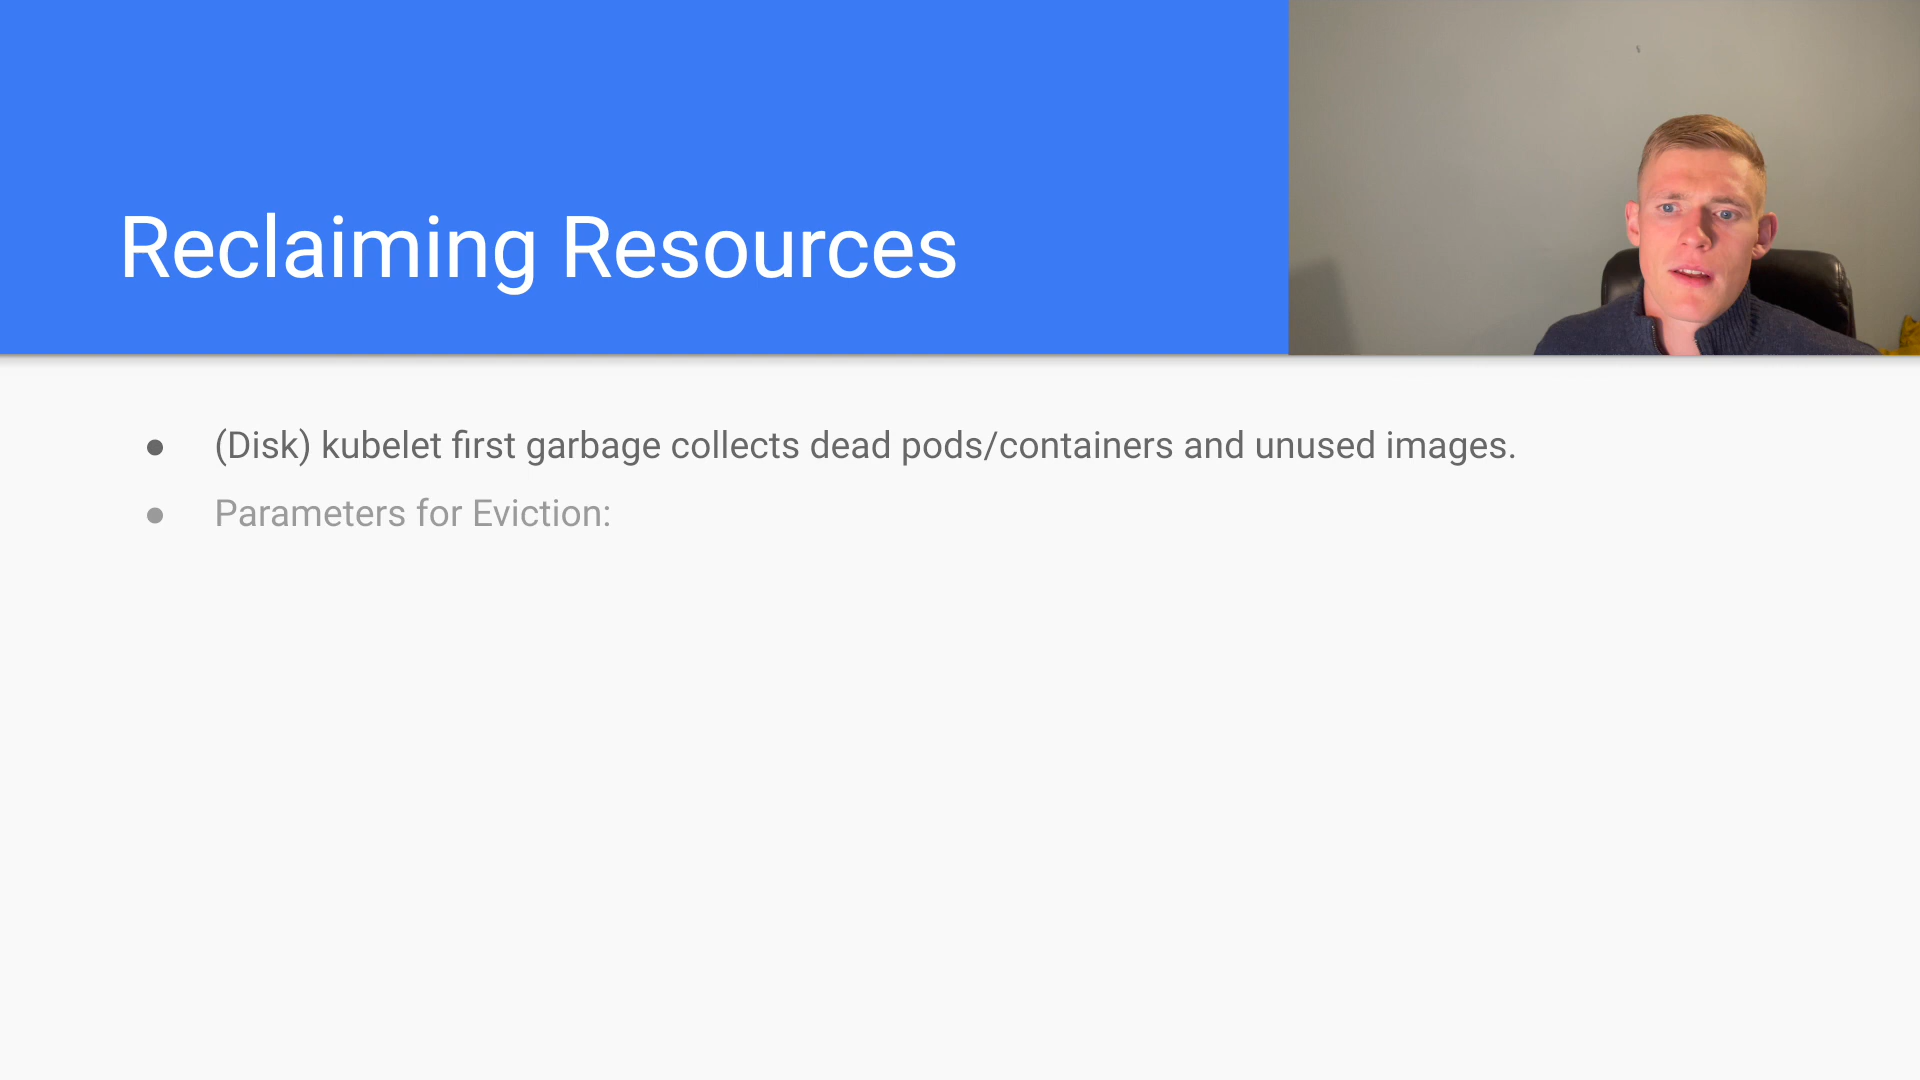 Reclaiming Resources
● (Disk) kubelet first garbage collects dead pods/containers and unused images.
● Parameters for Eviction: